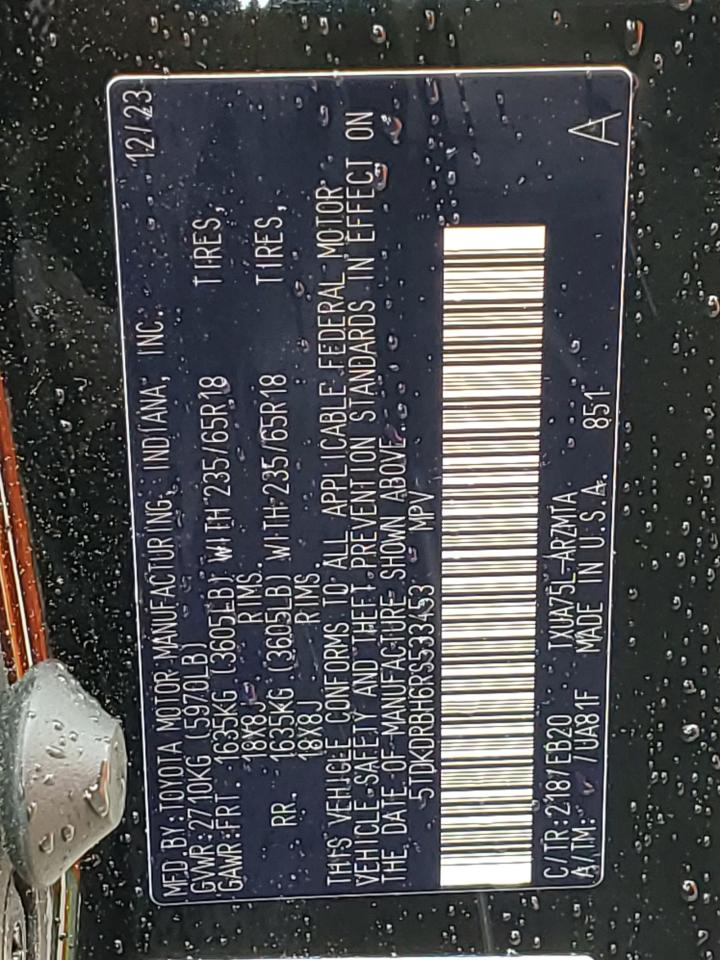 MFD BY: TOYOTA MOTOR MANUFACTURING, INDIANA, INC. 12/23
GVWR: 2710KG (5970LB)
GAWR: FRT 1635KG (3605LB) WITH 235/65R18 TIRES,
18X8J RIMS.
RR. 1635KG (3605LB) WITH 235/65R18 TIRES,
18X8J RIMS.
THIS VEHICLE CONFORMS TO ALL APPLICABLE FEDERAL MOTOR
VEHICLE SAFETY AND THEFT PREVENTION STANDARDS IN EFFECT ON
THE DATE OF MANUFACTURE SHOWN ABOVE.
5TDKDRBH6RS533453 MPV
C/TR: 2187EB20 TXUA75L-ARZMTA
A/TM: /UA81F MADE IN U.S.A. 851
A